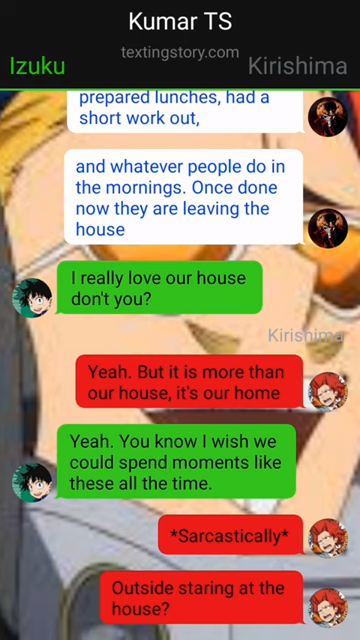 Kumar TS
textingstory.com
Izuku
Kirishima
prepared lunches, had a
short work out,
and whatever people do in
the mornings. Once done
now they are leaving the
house
I really love our house
don't you?
Kirishima
Yeah. But it is more than
our house, it's our home
Yeah. You know I wish we
could spend moments like
these all the time.
*Sarcastically*
Outside staring at the
house?